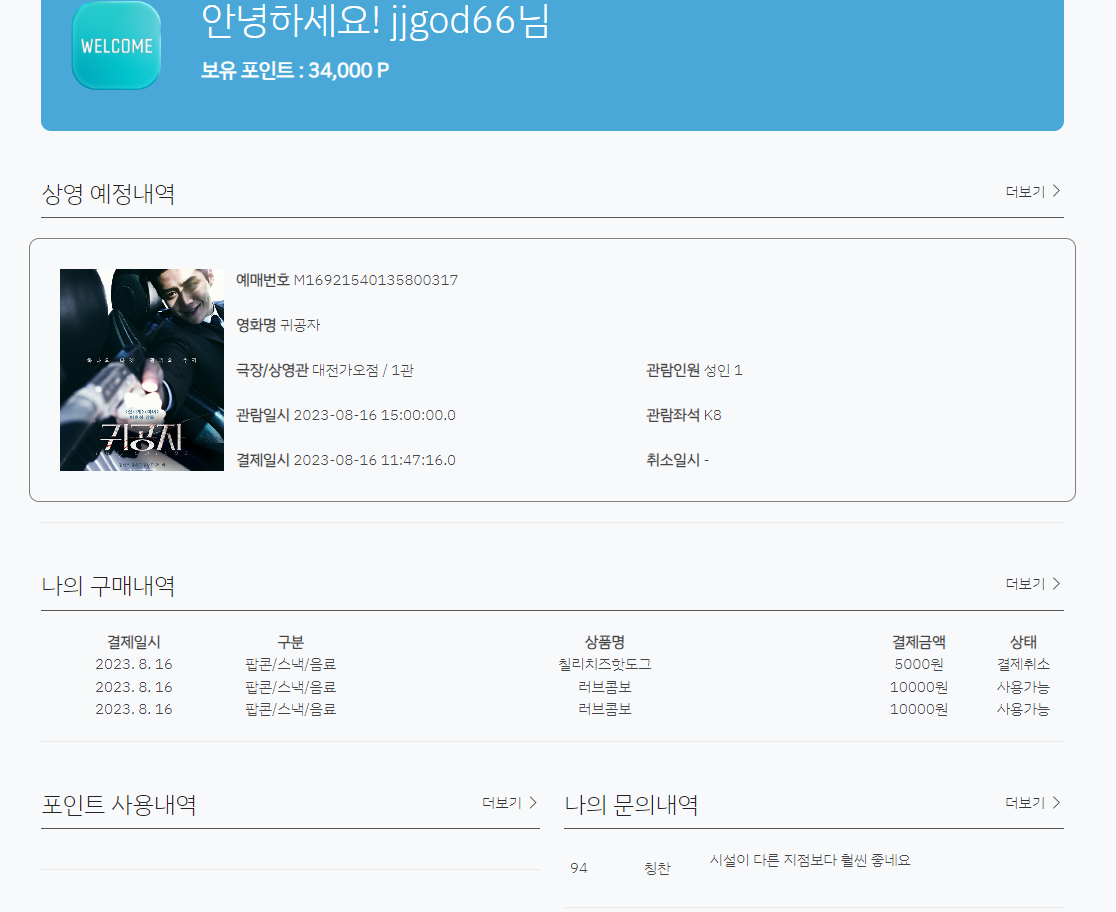 WELCOME
안녕하세요! jjgod66님
보유 포인트 : 34,000 P
상영 예정내역
더보기
예매번호 M16921540135800317
영화명 귀공자
극장/상영관 대전가오점 / 1관
관람인원 성인 1
관람일시 2023-08-16 15:00:00.0
관람좌석 K8
결제일시 2023-08-16 11:47:16.0
취소일시 -
귀공자
나의 구매내역
더보기
결제일시 구분 상품명 결제금액 상태
2023. 8. 16 팝콘/스낵/음료 칠리치즈핫도그 5000원 결제취소
2023. 8. 16 팝콘/스낵/음료 러브콤보 10000원 사용가능
2023. 8. 16 팝콘/스낵/음료 러브콤보 10000원 사용가능
포인트 사용내역
더보기
나의 문의내역
더보기
94 칭찬 시설이 다른 지점보다 훨씬 좋네요